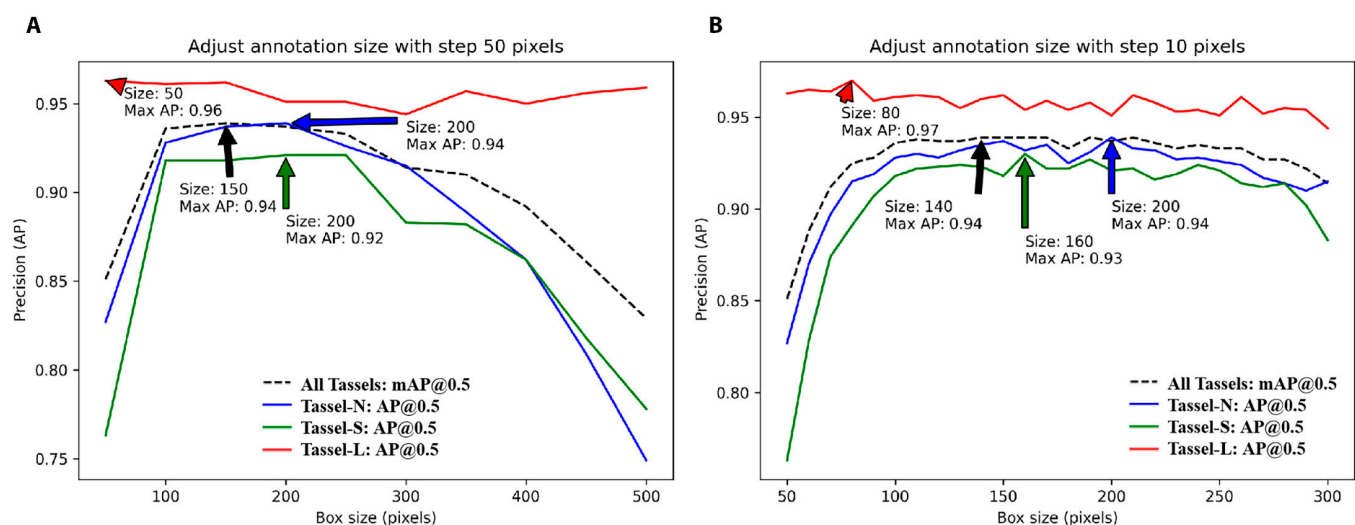 A
Adjust annotation size with step 50 pixels
Precision (AP)
0.95
0.90
0.85
0.80
0.75
Size: 50
Max AP: 0.96
Size: 200
Max AP: 0.94
Size: 150
Max AP: 0.94
Size: 200
Max AP: 0.92
All Tassels: mAP@0.5
Tassel-N: AP@0.5
Tassel-S: AP@0.5
Tassel-L: AP@0.5
100 200 300 400 500
Box size (pixels)
B
Adjust annotation size with step 10 pixels
Precision (AP)
0.95
0.90
0.85
0.80
Size: 80
Max AP: 0.97
Size: 140
Max AP: 0.94
Size: 200
Max AP: 0.94
Size: 160
Max AP: 0.93
All Tassels: mAP@0.5
Tassel-N: AP@0.5
Tassel-S: AP@0.5
Tassel-L: AP@0.5
50 100 150 200 250 300
Box size (pixels)